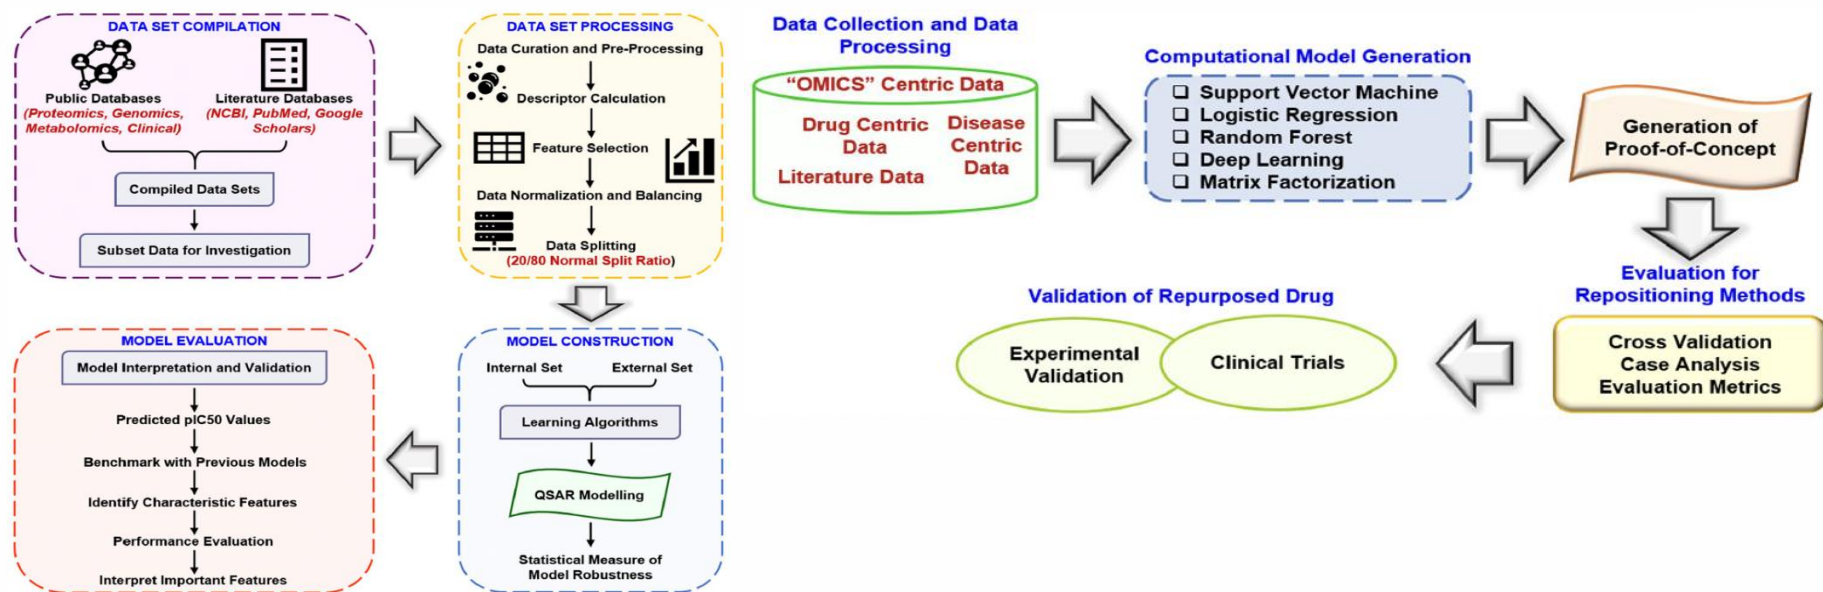 DATA SET COMPILATION
Public Databases
(Proteomics, Genomics,
Metabolomics, Clinical)
Literature Databases
(NCBI, PubMed, Google
Scholars)
Compiled Data Sets
Subset Data for Investigation
DATA SET PROCESSING
Data Curation and Pre-Processing
Descriptor Calculation
Feature Selection
Data Normalization and Balancing
Data Splitting
(20/80 Normal Split Ratio)
MODEL CONSTRUCTION
Internal Set
External Set
Learning Algorithms
QSAR Modelling
Statistical Measure of
Model Robustness
MODEL EVALUATION
Model Interpretation and Validation
Predicted pIC50 Values
Benchmark with Previous Models
Identify Characteristic Features
Performance Evaluation
Interpret Important Features
Data Collection and Data
Processing
“OMICS” Centric Data
Drug Centric
Data
Disease
Centric
Data
Literature Data
Computational Model Generation
Support Vector Machine
Logistic Regression
Random Forest
Deep Learning
Matrix Factorization
Generation of
Proof-of-Concept
Evaluation for
Repositioning Methods
Cross Validation
Case Analysis
Evaluation Metrics
Validation of Repurposed Drug
Experimental
Validation
Clinical Trials